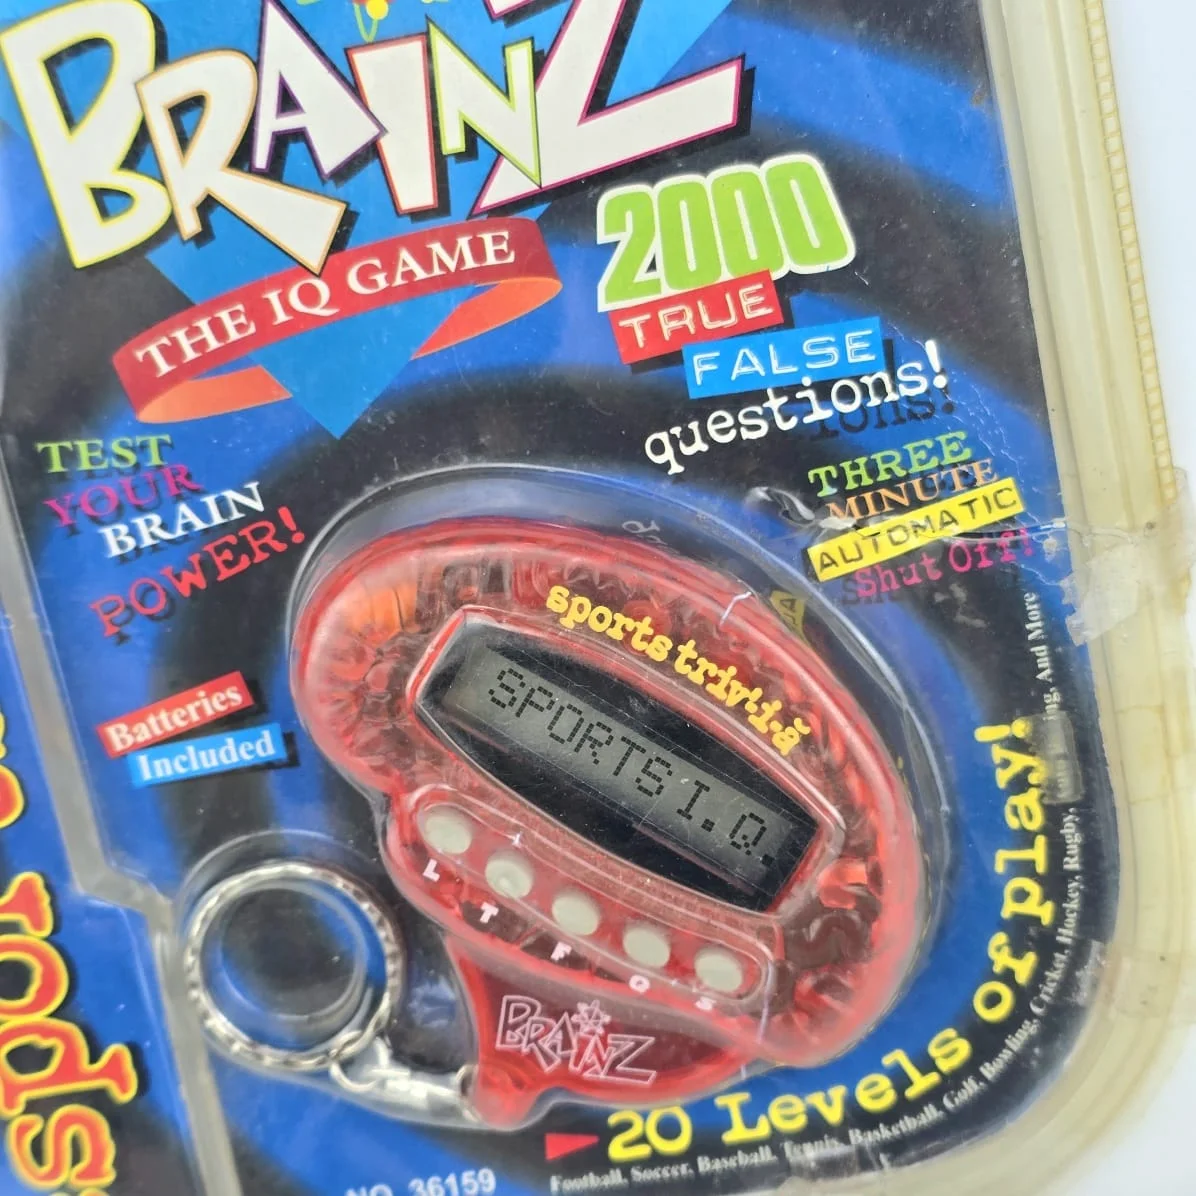 BRAINZ
THE IQ GAME
2000
TRUE
FALSE
questions!
TEST
YOUR
BRAIN
POWER!
THREE
MINUTE
AUTOMATIC
Shut Off!
Batteries
Included
sports trivia
SPORTS I.Q.
L T F Q S
BRAINZ
20 Levels of play!
Football, Soccer, Baseball, Tennis, Basketball, Golf, Bowling, Cricket, Hockey, Rugby, And More
NO. 36159